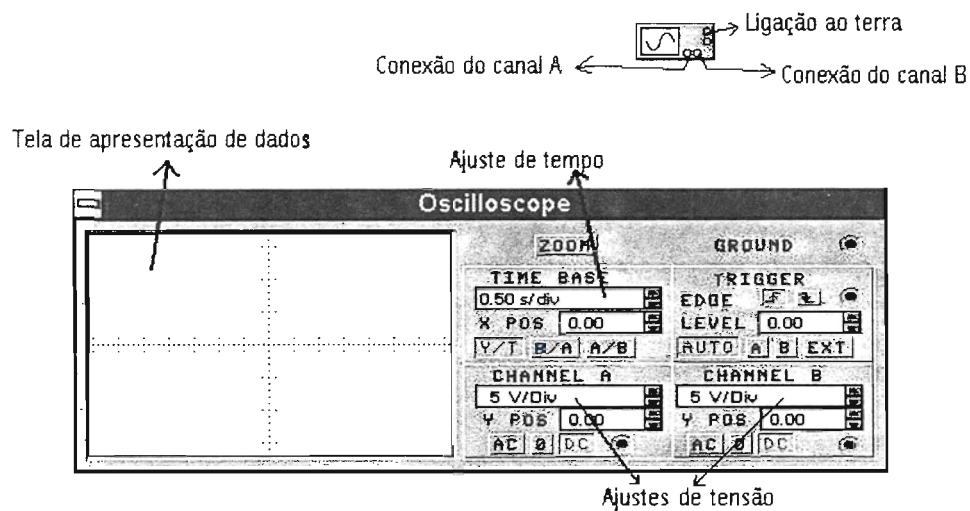 Ligação ao terra
Conexão do canal A
Conexão do canal B
Tela de apresentação de dados
Ajuste de tempo
Oscilloscope
ZOOM
GROUND
TIME BASE
0.50 s/div
X POS 0.00
Y/T B/A A/B
TRIGGER
EDGE
LEVEL 0.00
AUTO A B EXT
CHANNEL A
5 V/Div
Y POS 0.00
AC 0 DC
CHANNEL B
5 V/Div
Y POS 0.00
AC 0 DC
Ajustes de tensão